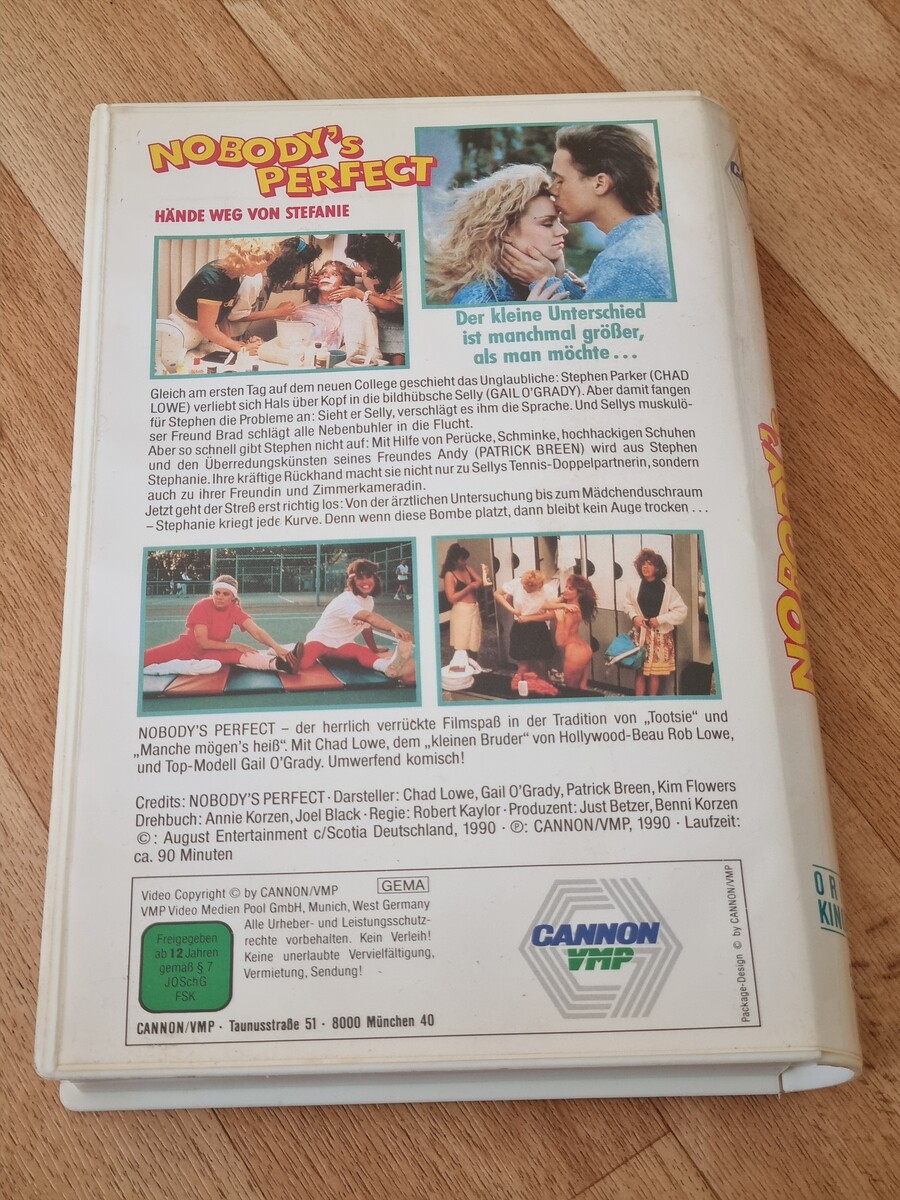 NOBODY's
PERFECT
HÄNDE WEG VON STEFANIE
Der kleine Unterschied
ist manchmal größer,
als man möchte...
Gleich am ersten Tag auf dem neuen College geschieht das Unglaubliche: Stephen Parker (CHAD
LOWE) verliebt sich Hals über Kopf in die bildhübsche Selly (GAIL O'GRADY). Aber damit fangen
für Stephen die Probleme an: Sieht er Selly, verschlägt es ihm die Sprache. Und Sellys muskulö-
ser Freund Brad schlägt alle Nebenbuhler in die Flucht.
Aber so schnell gibt Stephen nicht auf: Mit Hilfe von Perücke, Schminke, hochhackigen Schuhen
und den Überredungskünsten seines Freundes Andy (PATRICK BREEN) wird aus Stephen
Stephanie. Ihre kräftige Rückhand macht sie nicht nur zu Sellys Tennis-Doppelpartnerin, sondern
auch zu ihrer Freundin und Zimmerkameradin.
Jetzt geht der Streß erst richtig los: Von der ärztlichen Untersuchung bis zum Mädchenduschraum
– Stephanie kriegt jede Kurve. Denn wenn diese Bombe platzt, dann bleibt kein Auge trocken ...
NOBODY'S PERFECT – der herrlich verrückte Filmspaß in der Tradition von „Tootsie" und
„Manche mögen's heiß". Mit Chad Lowe, dem „kleinen Bruder" von Hollywood-Beau Rob Lowe,
und Top-Modell Gail O'Grady. Umwerfend komisch!
Credits: NOBODY'S PERFECT · Darsteller: Chad Lowe, Gail O'Grady, Patrick Breen, Kim Flowers
Drehbuch: Annie Korzen, Joel Black · Regie: Robert Kaylor · Produzent: Just Betzer, Benni Korzen
©: August Entertainment c/Scotia Deutschland, 1990 · ℗: CANNON/VMP, 1990 · Laufzeit:
ca. 90 Minuten
Video Copyright © by CANNON/VMP
GEMA
VMP Video Medien Pool GmbH, Munich, West Germany
Alle Urheber- und Leistungsschutz-
rechte vorbehalten. Kein Verleih!
Keine unerlaubte Vervielfältigung,
Vermietung, Sendung!
Freigegeben
ab 12 Jahren
gemäß § 7
JÖSchG
FSK
CANNON/VMP · Taunusstraße 51 · 8000 München 40
CANNON
VMP
Package-Design © by CANNON/VMP
NOBODY's